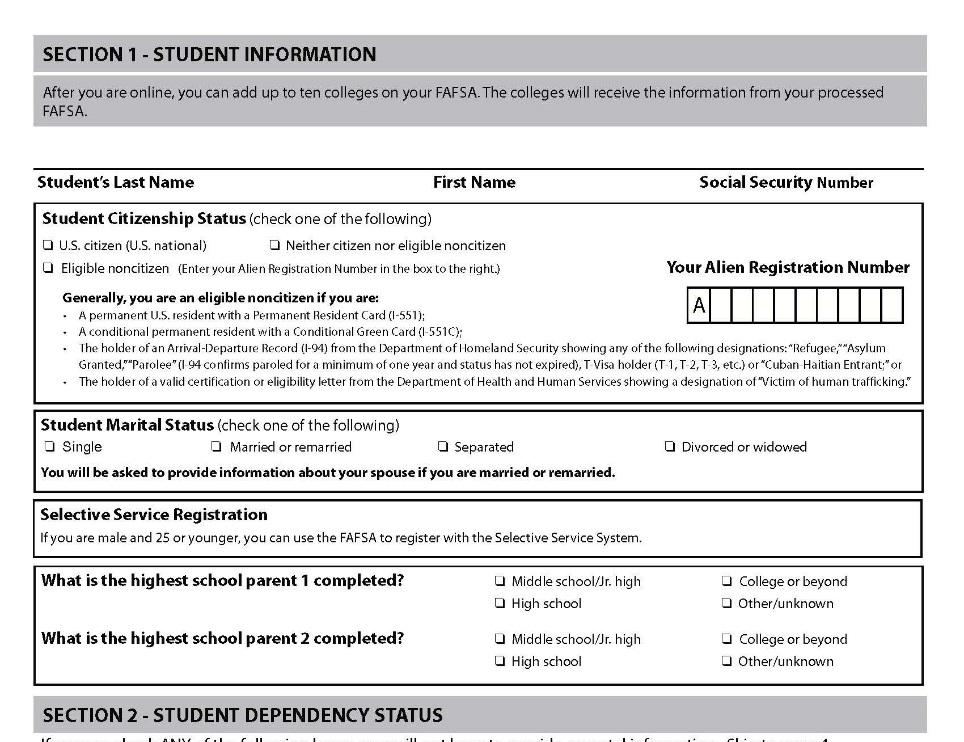 SECTION 1 - STUDENT INFORMATION
After you are online, you can add up to ten colleges on your FAFSA. The colleges will receive the information from your processed
FAFSA.
Student's Last Name First Name Social Security Number
Student Citizenship Status (check one of the following)
❏ U.S. citizen (U.S. national) ❏ Neither citizen nor eligible noncitizen
❏ Eligible noncitizen (Enter your Alien Registration Number in the box to the right.) Your Alien Registration Number
A
Generally, you are an eligible noncitizen if you are:
• A permanent U.S. resident with a Permanent Resident Card (I-551);
• A conditional permanent resident with a Conditional Green Card (I-551C);
• The holder of an Arrival-Departure Record (I-94) from the Department of Homeland Security showing any of the following designations: "Refugee," "Asylum
Granted," "Parolee" (I-94 confirms paroled for a minimum of one year and status has not expired), T-Visa holder (T-1, T-2, T-3, etc.) or "Cuban-Haitian Entrant;" or
• The holder of a valid certification or eligibility letter from the Department of Health and Human Services showing a designation of "Victim of human trafficking."
Student Marital Status (check one of the following)
❏ Single ❏ Married or remarried ❏ Separated ❏ Divorced or widowed
You will be asked to provide information about your spouse if you are married or remarried.
Selective Service Registration
If you are male and 25 or younger, you can use the FAFSA to register with the Selective Service System.
What is the highest school parent 1 completed? ❏ Middle school/Jr. high ❏ College or beyond
❏ High school ❏ Other/unknown
What is the highest school parent 2 completed? ❏ Middle school/Jr. high ❏ College or beyond
❏ High school ❏ Other/unknown
SECTION 2 - STUDENT DEPENDENCY STATUS